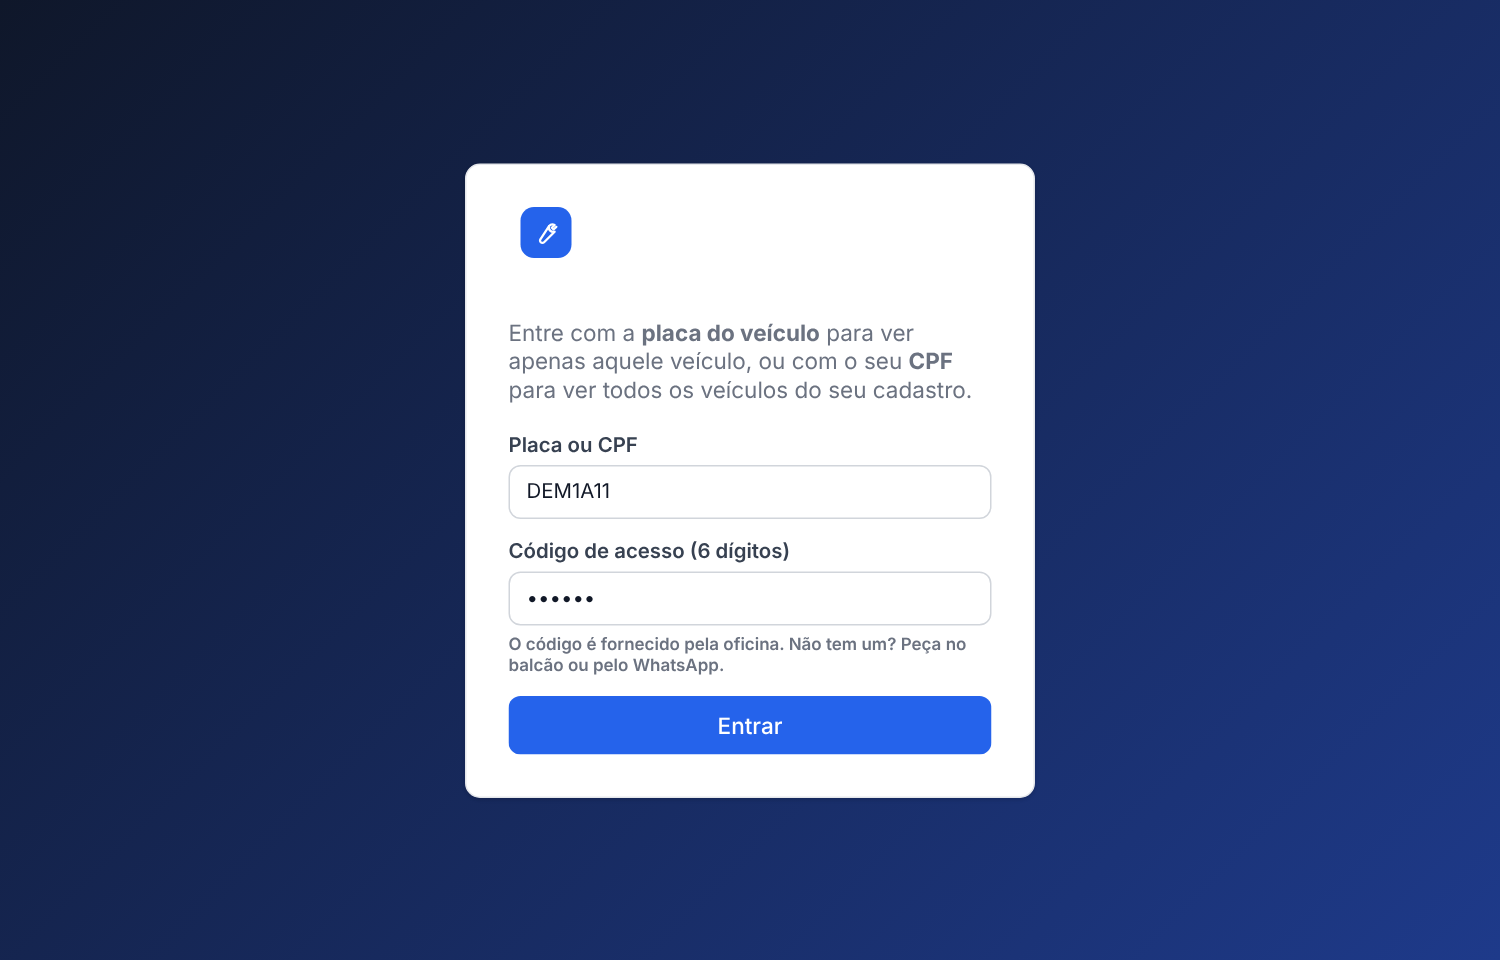 Entre com a placa do veículo para ver
apenas aquele veículo, ou com o seu CPF
para ver todos os veículos do seu cadastro.
Placa ou CPF
DEM1A11
Código de acesso (6 dígitos)
••••••
O código é fornecido pela oficina. Não tem um? Peça no
balcão ou pelo WhatsApp.
Entrar